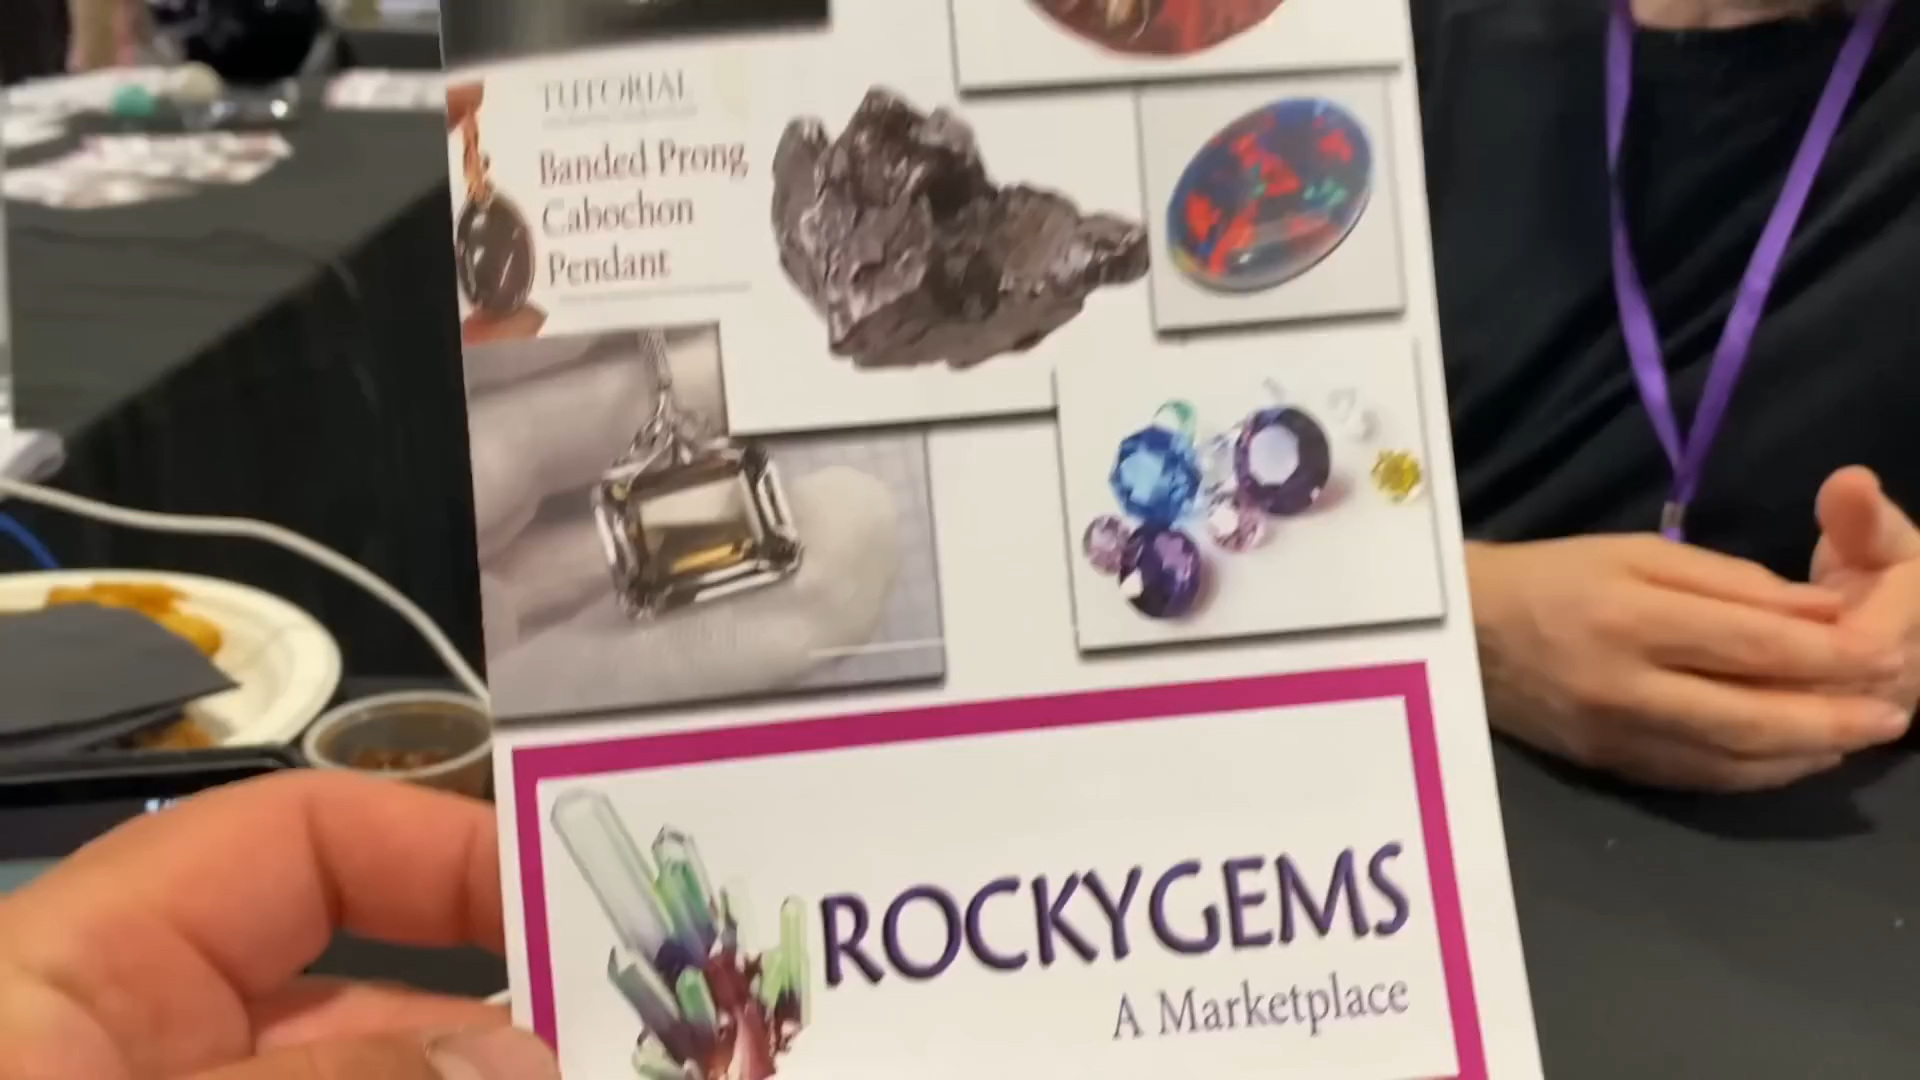 TUTORIAL
Banded Prong
Cabochon
Pendant
ROCKYGEMS
A Marketplace